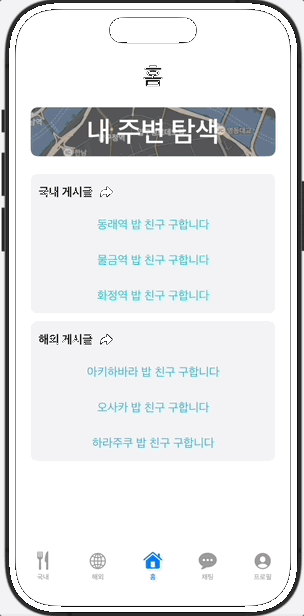 홈
내 주변 탐색
국내 게시글
동래역 밥 친구 구합니다
물금역 밥 친구 구합니다
화정역 밥 친구 구합니다
해외 게시글
아키하바라 밥 친구 구합니다
오사카 밥 친구 구합니다
하라주쿠 밥 친구 구합니다
국내
해외
홈
채팅
프로필